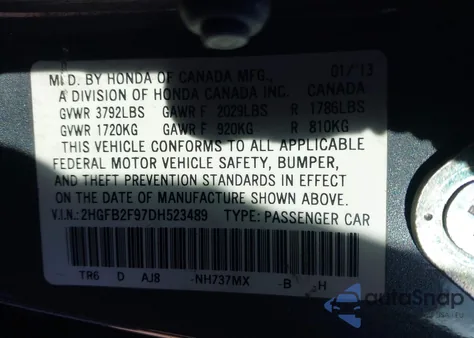 MFD. BY HONDA OF CANADA MFG., 01/13
A DIVISION OF HONDA CANADA INC. CANADA
GVWR 3792LBS GAWR F 2029LBS R 1786LBS
GVWR 1720KG GAWR F 920KG R 810KG
THIS VEHICLE CONFORMS TO ALL APPLICABLE
FEDERAL MOTOR VEHICLE SAFETY, BUMPER,
AND THEFT PREVENTION STANDARDS IN EFFECT
ON THE DATE OF MANUFACTURE SHOWN ABOVE.
V.I.N.: 2HGFB2F97DH523489 TYPE: PASSENGER CAR
TR6 D AJ8 -NH737MX -B H
autoSnap